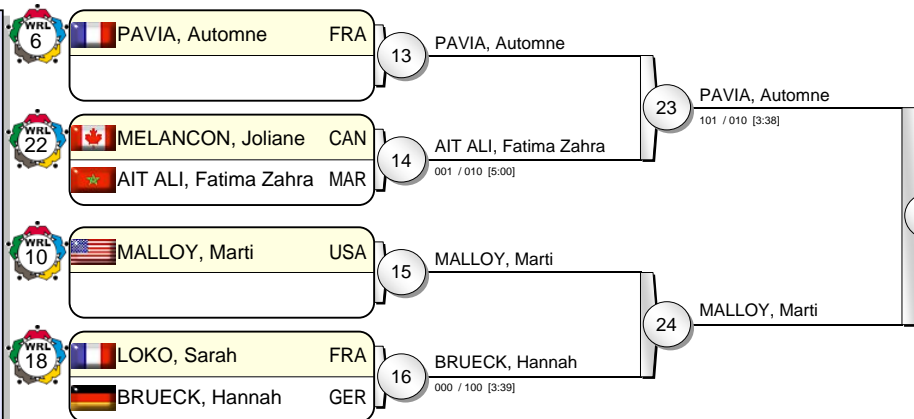 WRL
6
PAVIA, Automne FRA
13
PAVIA, Automne
WRL
22
MELANCON, Joliane CAN
AIT ALI, Fatima Zahra MAR
14
AIT ALI, Fatima Zahra
001 / 010 [5:00]
23
PAVIA, Automne
101 / 010 [3:38]
WRL
10
MALLOY, Marti USA
15
MALLOY, Marti
WRL
18
LOKO, Sarah FRA
BRUECK, Hannah GER
16
BRUECK, Hannah
000 / 100 [3:39]
24
MALLOY, Marti